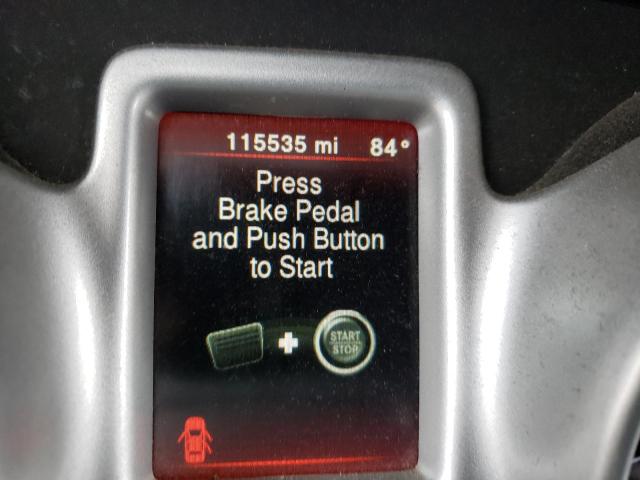 115535 mi 84°
Press
Brake Pedal
and Push Button
to Start
START
STOP